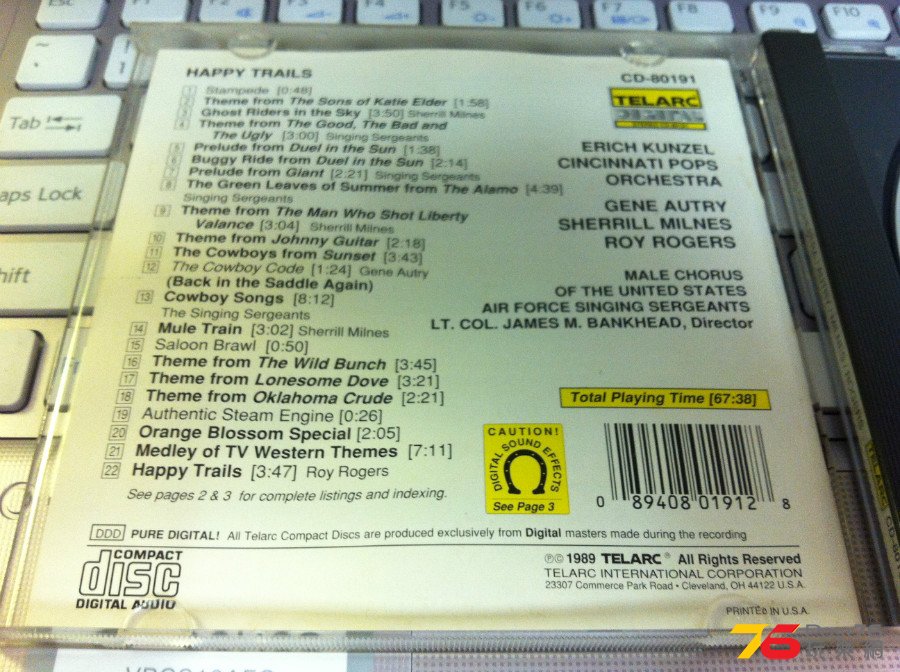 Esc
F1
F2
F3
F4
F5
F6
F7
F8
F9
F10
~
!
1
Tab
aps Lock
hift
HAPPY TRAILS
1 Stampede [0:48]
2 Theme from The Sons of Katie Elder [1:58]
3 Ghost Riders in the Sky [3:50] Sherrill Milnes
4 Theme from The Good, The Bad and
The Ugly [3:00] Singing Sergeants
5 Prelude from Duel in the Sun [1:38]
6 Buggy Ride from Duel in the Sun [2:14]
7 Prelude from Giant [2:21] Singing Sergeants
8 The Green Leaves of Summer from The Alamo [4:39]
Singing Sergeants
9 Theme from The Man Who Shot Liberty
Valance [3:04] Sherrill Milnes
10 Theme from Johnny Guitar [2:18]
11 The Cowboys from Sunset [3:43]
12 The Cowboy Code [1:24] Gene Autry
(Back in the Saddle Again)
13 Cowboy Songs [8:12]
The Singing Sergeants
14 Mule Train [3:02] Sherrill Milnes
15 Saloon Brawl [0:50]
16 Theme from The Wild Bunch [3:45]
17 Theme from Lonesome Dove [3:21]
18 Theme from Oklahoma Crude [2:21]
19 Authentic Steam Engine [0:26]
20 Orange Blossom Special [2:05]
21 Medley of TV Western Themes [7:11]
22 Happy Trails [3:47] Roy Rogers
See pages 2 & 3 for complete listings and indexing.
CD-80191
TELARC
DIGITAL
ERICH KUNZEL
CINCINNATI POPS
ORCHESTRA
GENE AUTRY
SHERRILL MILNES
ROY ROGERS
MALE CHORUS
OF THE UNITED STATES
AIR FORCE SINGING SERGEANTS
LT. COL. JAMES M. BANKHEAD, Director
Total Playing Time [67:38]
CAUTION!
DIGITAL SOUND EFFECTS
See Page 3
0 89408 01912 8
DDD PURE DIGITAL! All Telarc Compact Discs are produced exclusively from Digital masters made during the recording
COMPACT
disc
DIGITAL AUDIO
℗© 1989 TELARC® All Rights Reserved
TELARC INTERNATIONAL CORPORATION
23307 Commerce Park Road • Cleveland, OH 44122 U.S.A.
PRINTED IN U.S.A.
76